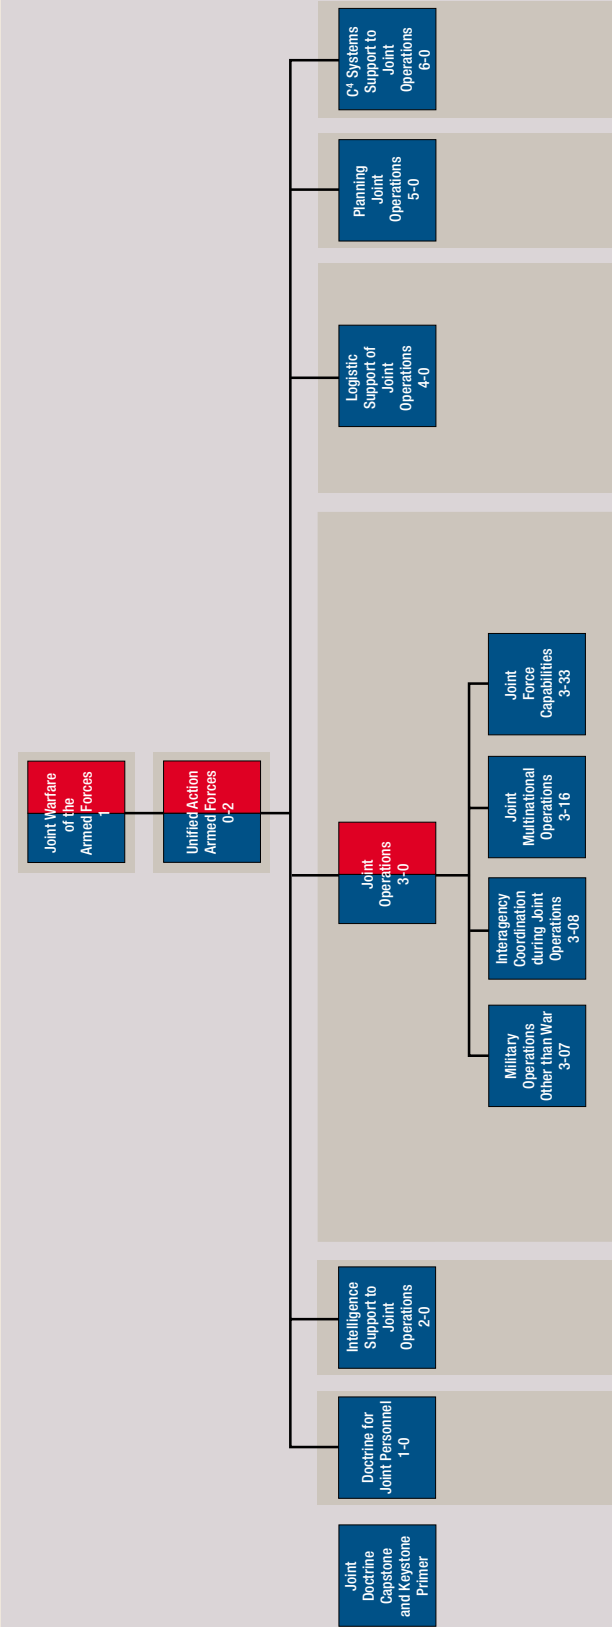 Joint Warfare
of the
Armed Forces
1
Unified Action
Armed Forces
0-2
Joint
Doctrine
Capstone
and Keystone
Primer
Doctrine for
Joint Personnel
1-0
Intelligence
Support to
Joint
Operations
2-0
Joint
Operations
3-0
Logistic
Support of
Joint
Operations
4-0
Planning
Joint
Operations
5-0
C⁴ Systems
Support to
Joint
Operations
6-0
Military
Operations
Other than War
3-07
Interagency
Coordination
during Joint
Operations
3-08
Joint
Multinational
Operations
3-16
Joint
Force
Capabilities
3-33